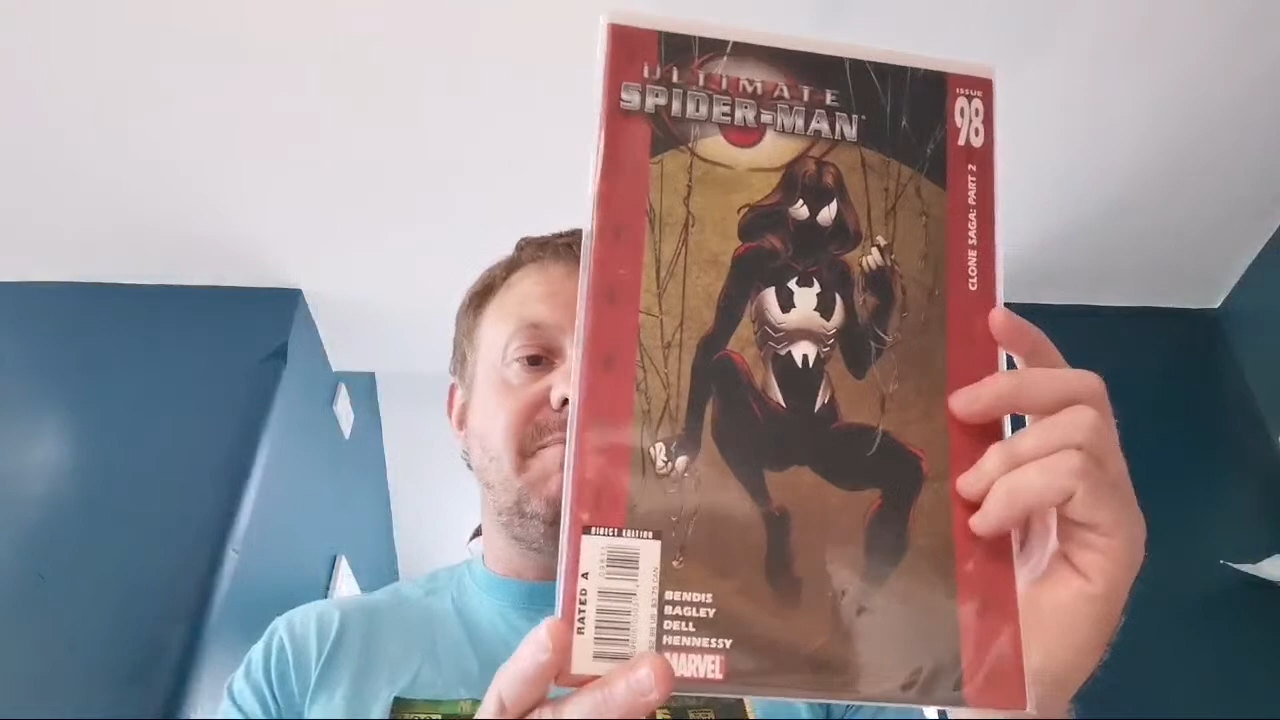 ULTIMATE
SPIDER-MAN
ISSUE
98
CLONE SAGA: PART 2
DIRECT EDITION
RATED A
BENDIS
BAGLEY
DELL
HENNESSY
MARVEL